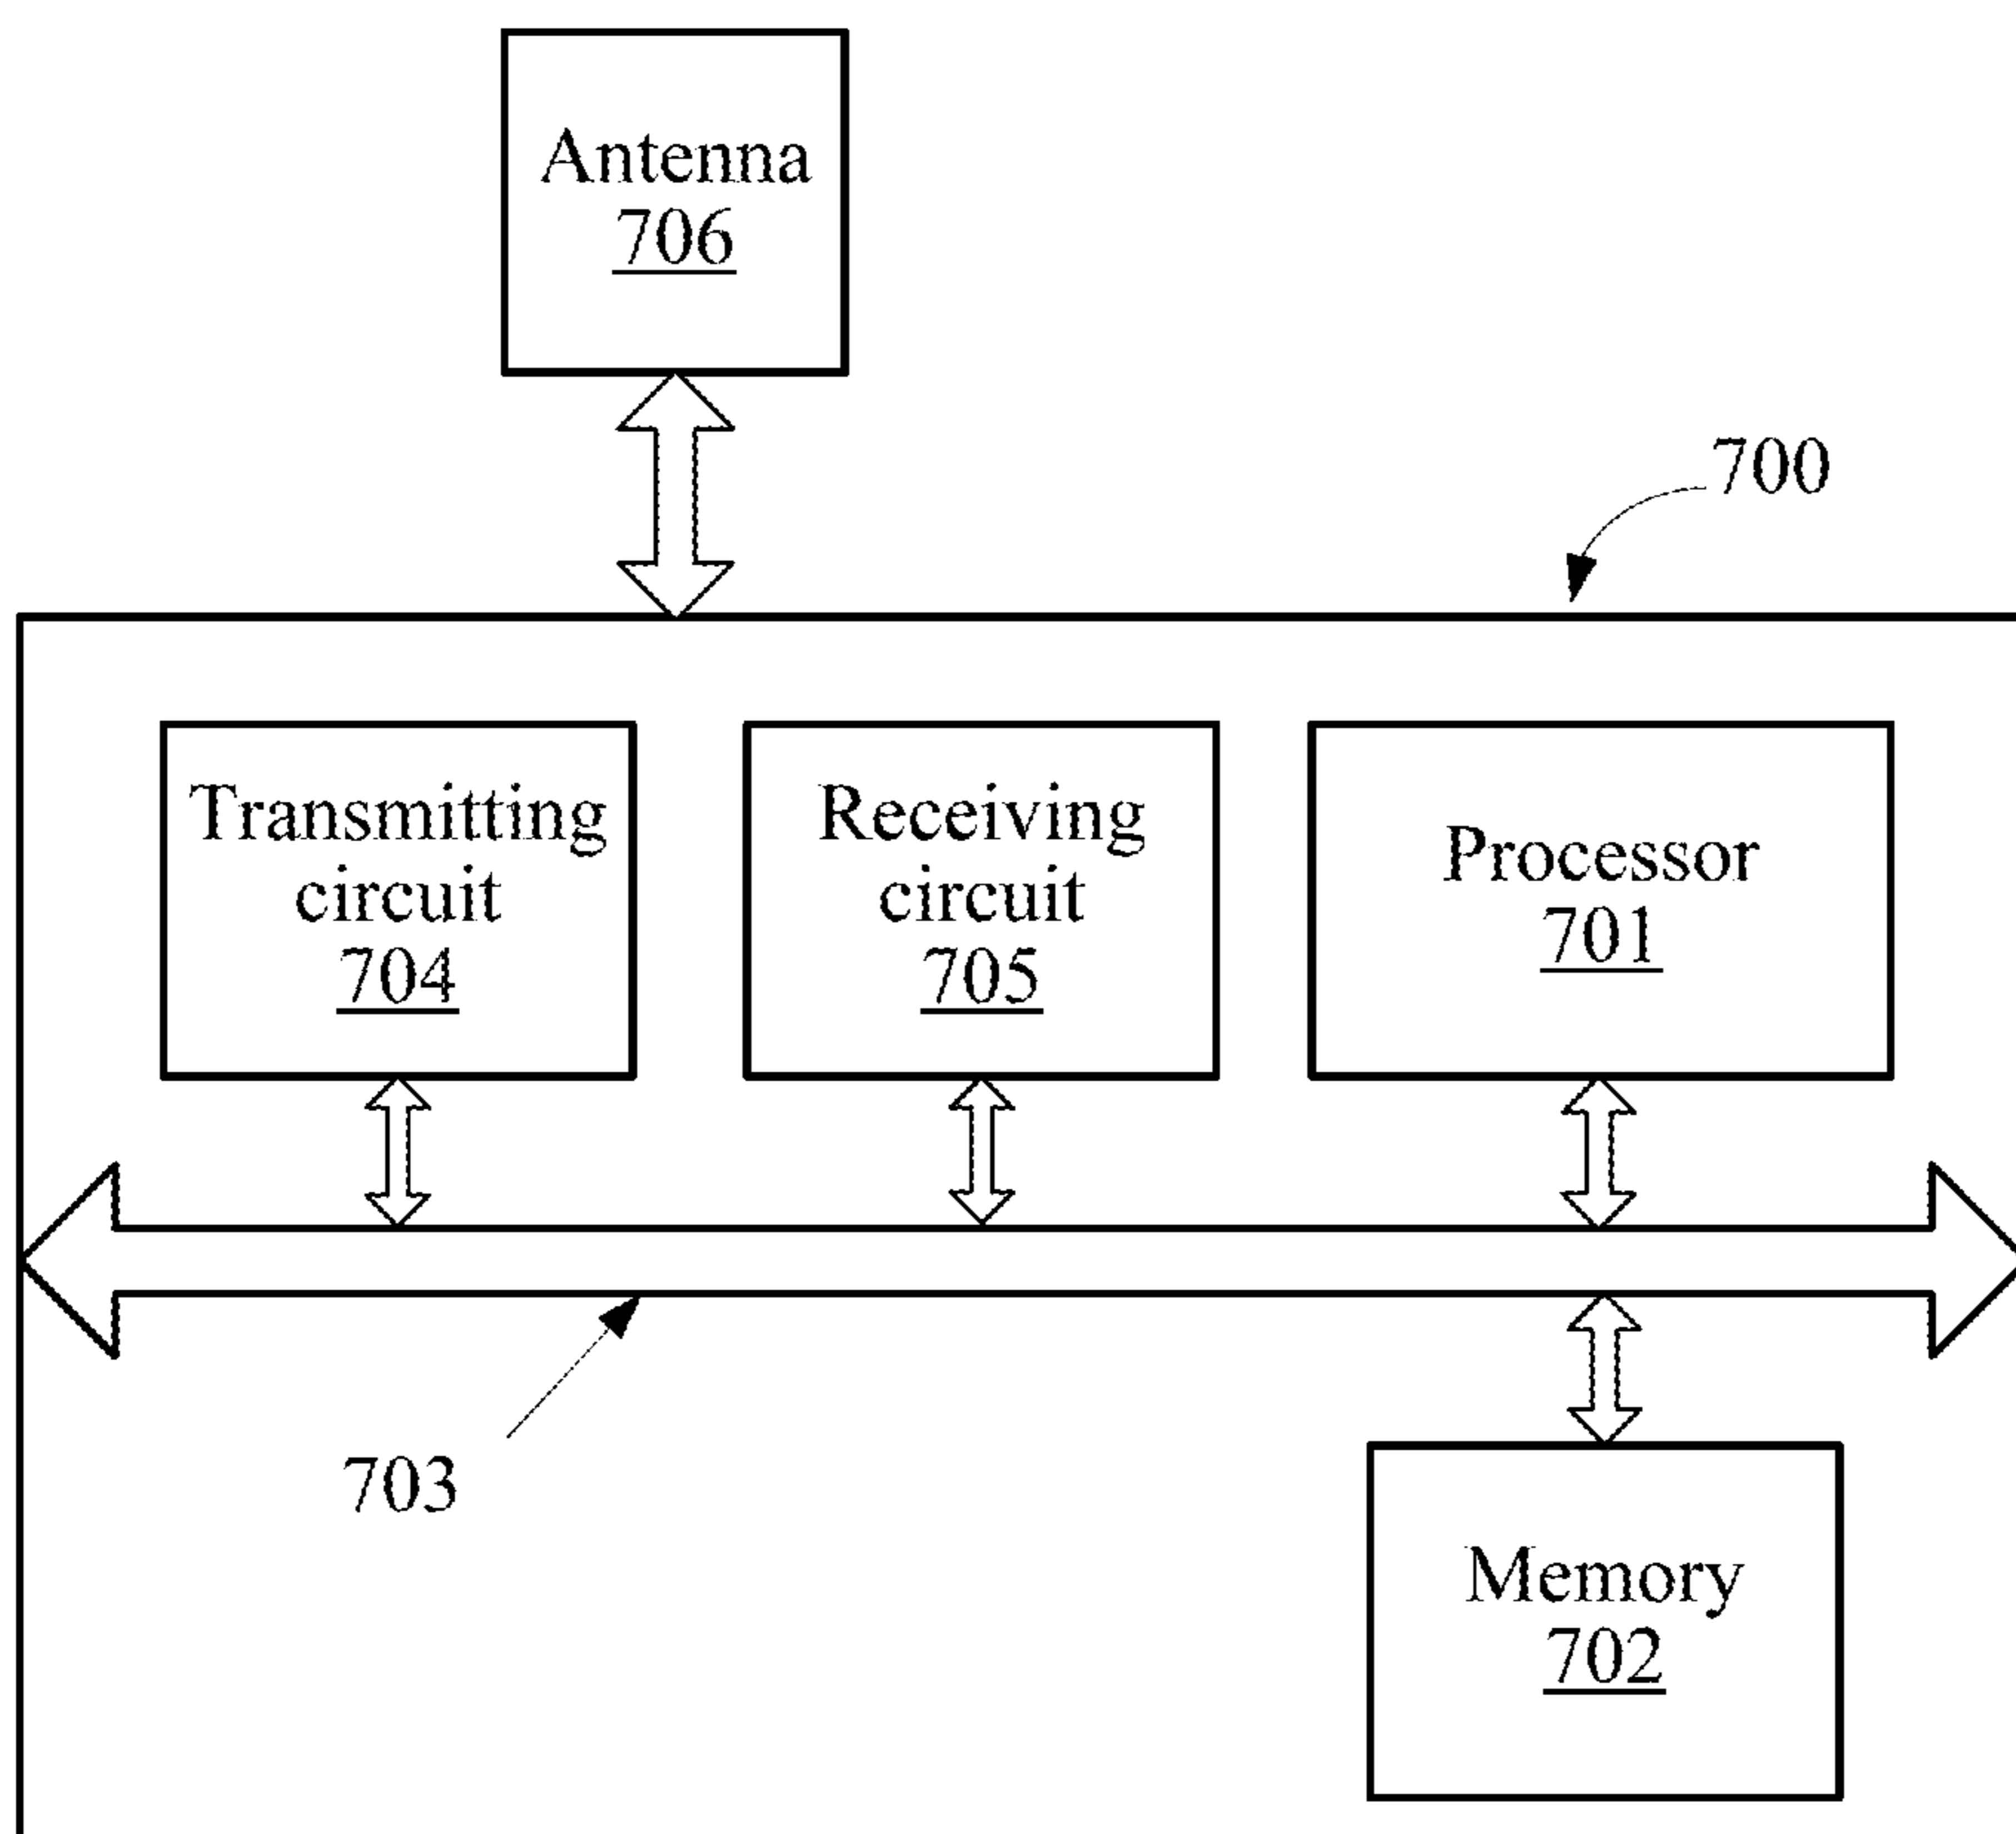 Antenna
706
700
Transmitting
circuit
704
Receiving
circuit
705
Processor
701
703
Memory
702